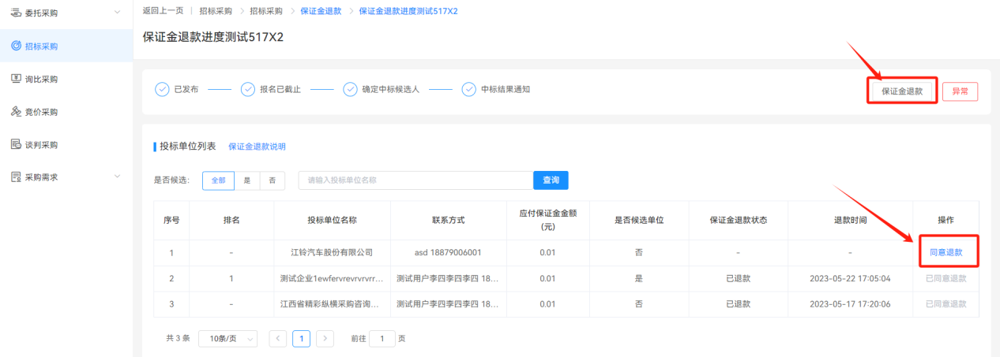 委托采购
招标采购
询比采购
竞价采购
谈判采购
采购需求
返回上一页 | 招标采购 > 招标采购 > 保证金退款 > 保证金退款进度测试517X2
保证金退款进度测试517X2
已发布 报名已截止 确定中标候选人 中标结果通知 保证金退款 异常
投标单位列表 保证金退款说明
是否候选: 全部 是 否 请输入投标单位名称 查询
序号 排名 投标单位名称 联系方式 应付保证金金额(元) 是否候选单位 保证金退款状态 退款时间 操作
1 - 江铃汽车股份有限公司 asd 18879006001 0.01 否 - - 同意退款
2 1 测试企业1ewfervrevrvrvrr... 测试用户李四李四李四 18... 0.01 是 已退款 2023-05-22 17:05:04 已同意退款
3 - 江西省精彩纵横采购咨询... 测试用户李四李四李四 18... 0.01 否 已退款 2023-05-17 17:20:06 已同意退款
共 3 条 10条/页 < 1 > 前往 1 页